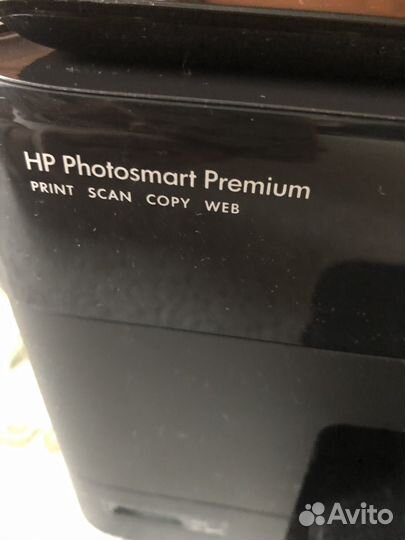 HP Photosmart Premium
PRINT SCAN COPY WEB
Avito